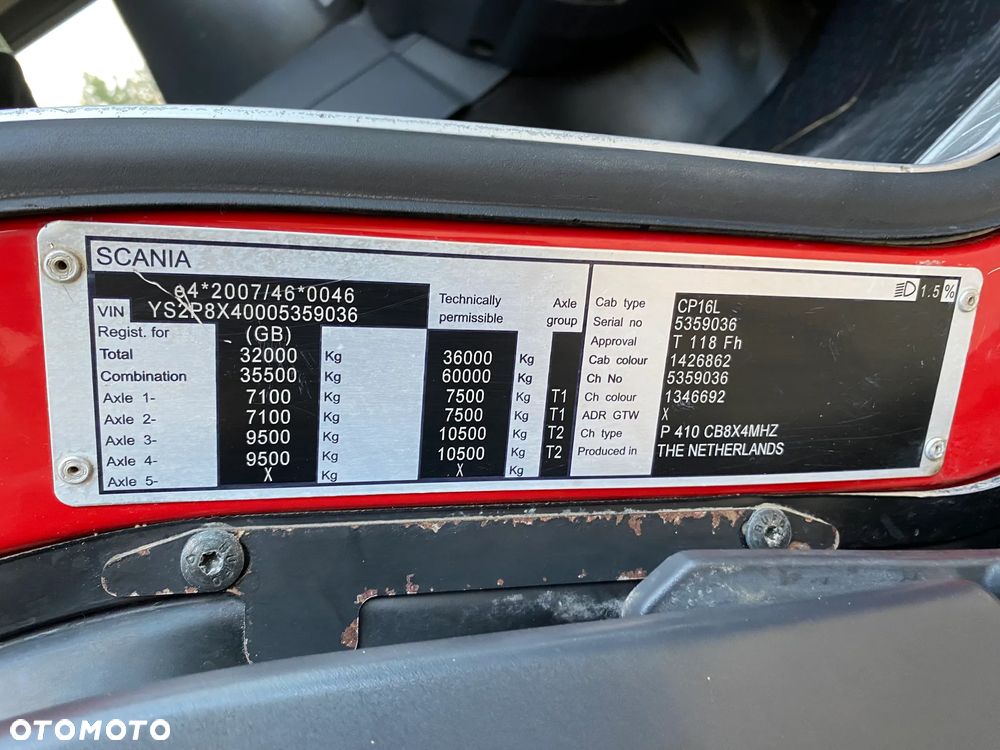 SCANIA
e4*2007/46*0046
VIN YS2P8X40005359036
Regist. for (GB) Technically permissible Axle group
Total 32000 Kg 36000 Kg
Combination 35500 Kg 60000 Kg
Axle 1- 7100 Kg 7500 Kg T1
Axle 2- 7100 Kg 7500 Kg T1
Axle 3- 9500 Kg 10500 Kg T2
Axle 4- 9500 Kg 10500 Kg T2
Axle 5- X Kg X Kg
1.5%
Cab type CP16L
Serial no 5359036
Approval T 118 Fh
Cab colour 1426862
Ch No 5359036
Ch colour 1346692
ADR GTW X
Ch type P 410 CB8X4MHZ
Produced in THE NETHERLANDS
OTOMOTO